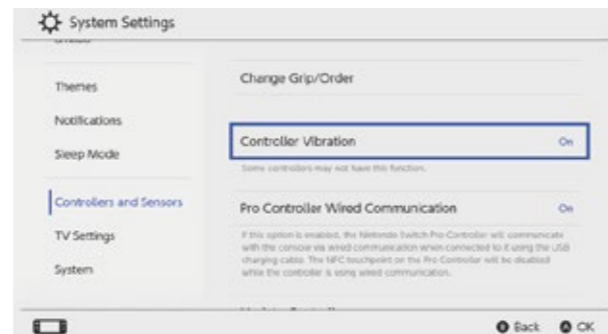 System Settings
Themes
Notifications
Sleep Mode
Controllers and Sensors
TV Settings
System
Change Grip/Order
Controller Vibration On
Some controllers may not have this function.
Pro Controller Wired Communication On
If this option is enabled, the Nintendo Switch Pro Controller will communicate
with the console via wired communication when connected to it using the USB
charging cable. The NFC touchpoint on the Pro Controller will be disabled
while the controller is using wired communication.
B Back A OK